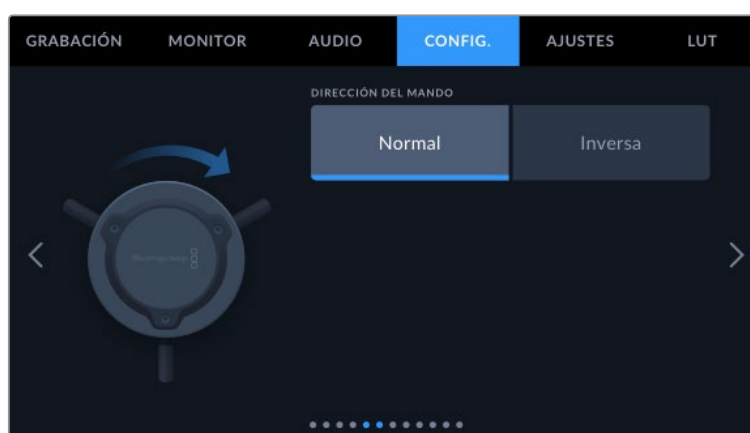 GRABACIÓN MONITOR AUDIO CONFIG. AJUSTES LUT
DIRECCIÓN DEL MANDO
Normal Inversa